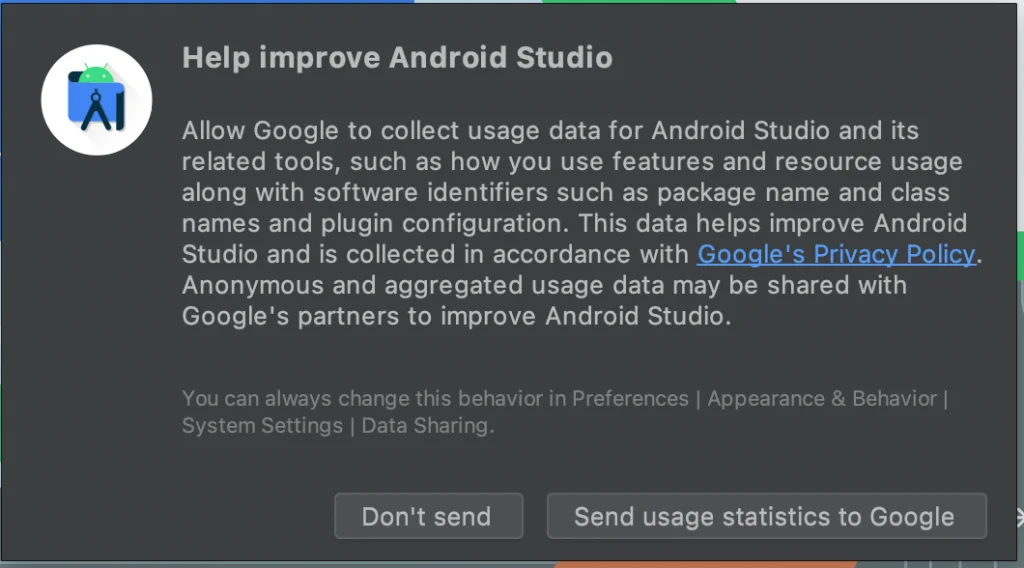 Help improve Android Studio
Allow Google to collect usage data for Android Studio and its
related tools, such as how you use features and resource usage
along with software identifiers such as package name and class
names and plugin configuration. This data helps improve Android
Studio and is collected in accordance with Google's Privacy Policy.
Anonymous and aggregated usage data may be shared with
Google's partners to improve Android Studio.
You can always change this behavior in Preferences | Appearance & Behavior |
System Settings | Data Sharing.
Don't send
Send usage statistics to Google